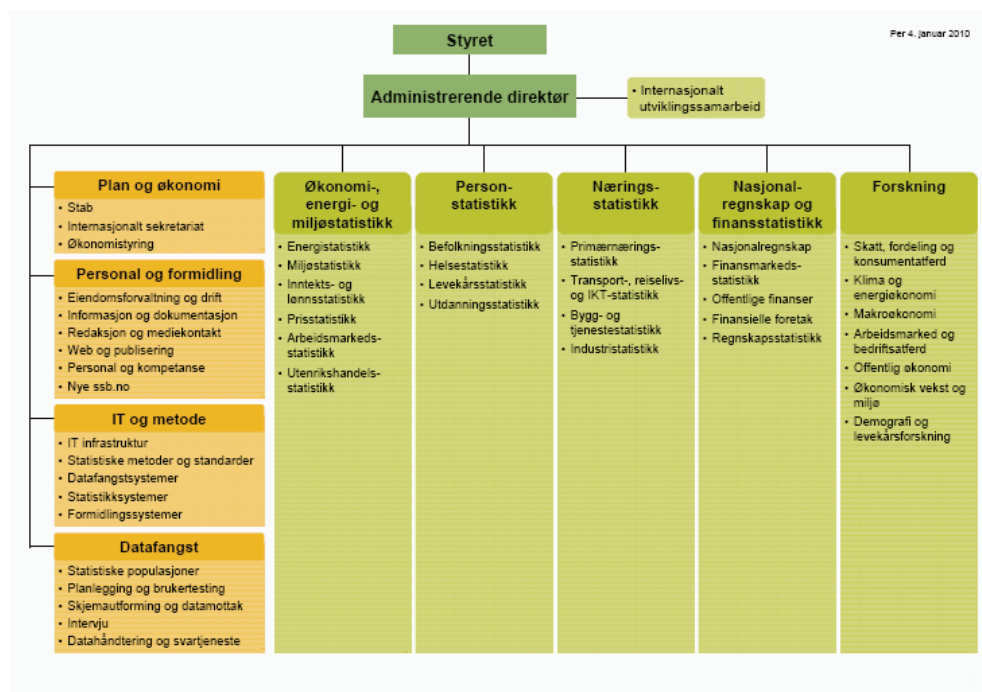 Per 4. januar 2010
Styret
Administrerende direktør
• Internasjonalt
utviklingssamarbeid
Plan og økonomi
• Stab
• Internasjonalt sekretariat
• Økonomistyring
Personal og formidling
• Eiendomsforvaltning og drift
• Informasjon og dokumentasjon
• Redaksjon og mediekontakt
• Web og publisering
• Personal og kompetanse
• Nye ssb.no
IT og metode
• IT infrastruktur
• Statistiske metoder og standarder
• Datafangstsystemer
• Statistikksystemer
• Formidlingssystemer
Datafangst
• Statistiske populasjoner
• Planlegging og brukertesting
• Skjemautforming og datamottak
• Intervju
• Datahåndtering og svartjeneste
Økonomi-,
energi- og
miljøstatistikk
• Energistatistikk
• Miljøstatistikk
• Inntekts- og
lønnsstatistikk
• Prisstatistikk
• Arbeidsmarkeds-
statistikk
• Utenrikshandels-
statistikk
Person-
statistikk
• Befolkningsstatistikk
• Helsestatistikk
• Levekårsstatistikk
• Utdanningsstatistikk
Nærings-
statistikk
• Primærnærings-
statistikk
• Transport-, reiselivs-
og IKT-statistikk
• Bygg- og
tjenestestatistikk
• Industristatistikk
Nasjonal-
regnskap og
finansstatistikk
• Nasjonalregnskap
• Finansmarkeds-
statistikk
• Offentlige finanser
• Finansielle foretak
• Regnskapsstatistikk
Forskning
• Skatt, fordeling og
konsumentatferd
• Klima og
energiøkonomi
• Makroøkonomi
• Arbeidsmarked og
bedriftsatferd
• Offentlig økonomi
• Økonomisk vekst og
miljø
• Demografi og
levekårsforskning